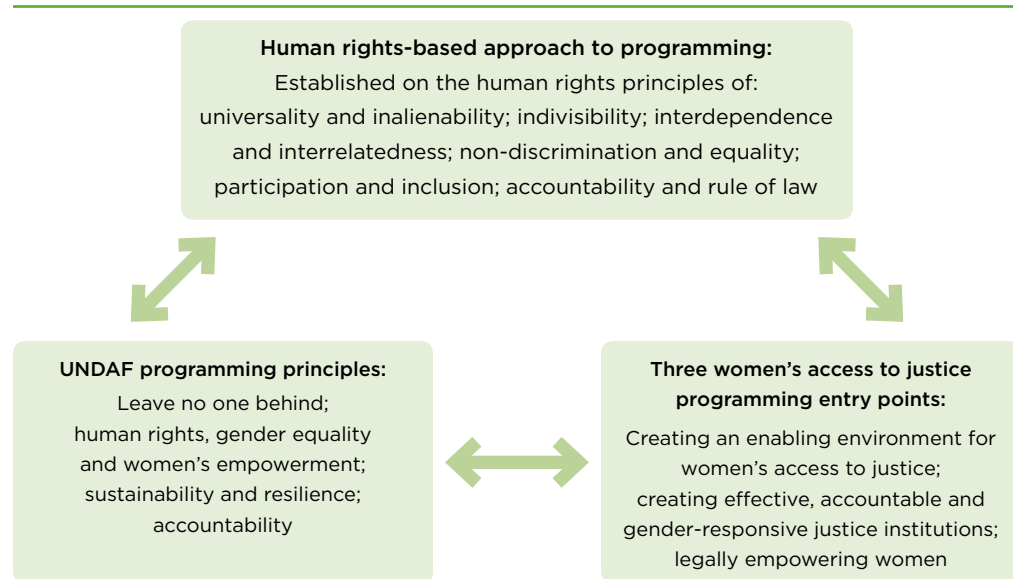 Human rights-based approach to programming:
Established on the human rights principles of:
universality and inalienability; indivisibility; interdependence
and interrelatedness; non-discrimination and equality;
participation and inclusion; accountability and rule of law
UNDAF programming principles:
Leave no one behind;
human rights, gender equality
and women’s empowerment;
sustainability and resilience;
accountability
Three women’s access to justice
programming entry points:
Creating an enabling environment for
women’s access to justice;
creating effective, accountable and
gender-responsive justice institutions;
legally empowering women